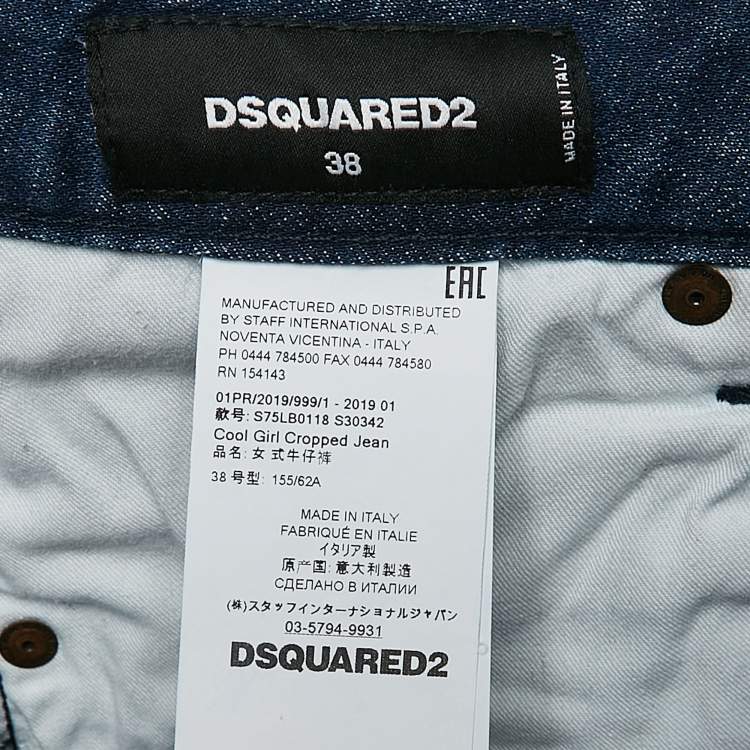 DSQUARED2
38
MADE IN ITALY
EAC
MANUFACTURED AND DISTRIBUTED
BY STAFF INTERNATIONAL S.P.A.
NOVENTA VICENTINA - ITALY
PH 0444 784500 FAX 0444 784580
RN 154143
01PR/2019/999/1 - 2019 01
款号: S75LB0118 S30342
Cool Girl Cropped Jean
品名: 女式牛仔裤
38 号型: 155/62A
MADE IN ITALY
FABRIQUÉ EN ITALIE
イタリア製
原产国: 意大利製造
СДЕЛАНО В ИТАЛИИ
(株)スタッフインターナショナルジャパン
03-5794-9931
DSQUARED2